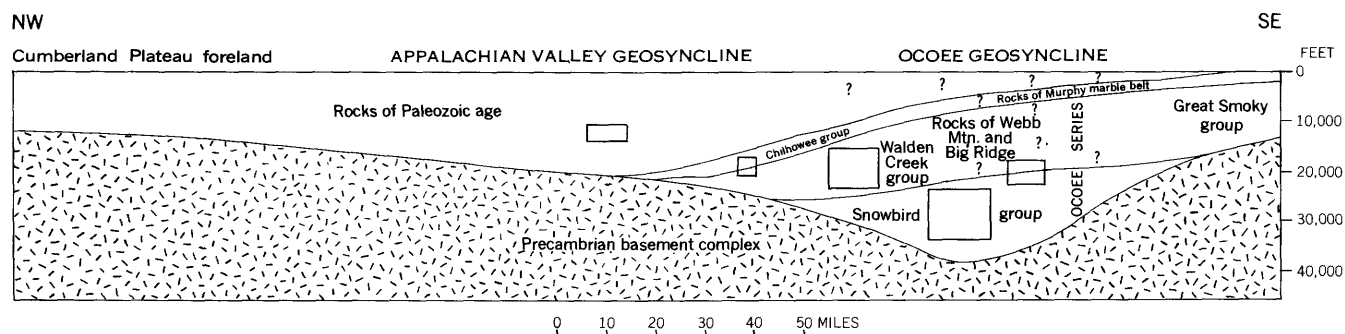 NW
SE
Cumberland Plateau foreland
APPALACHIAN VALLEY GEOSYNCLINE
OCOEE GEOSYNCLINE
FEET
0
?
?
?
?
?
Rocks of Murphy marble belt
Rocks of Paleozoic age
Great Smoky
group
10,000
Chilhowee group
?
Rocks of Webb
Mtn. and
Big Ridge
?
OCOEE SERIES
Walden
Creek
group
?
?
20,000
Snowbird
group
30,000
Precambrian basement complex
40,000
0 10 20 30 40 50 MILES